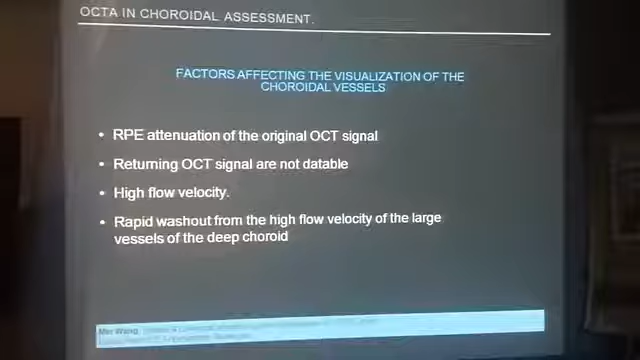 OCTA IN CHOROIDAL ASSESSMENT.
FACTORS AFFECTING THE VISUALIZATION OF THE
CHOROIDAL VESSELS
• RPE attenuation of the original OCT signal
• Returning OCT signal are not datable
• High flow velocity.
• Rapid washout from the high flow velocity of the large
vessels of the deep choroid
Mei Wang